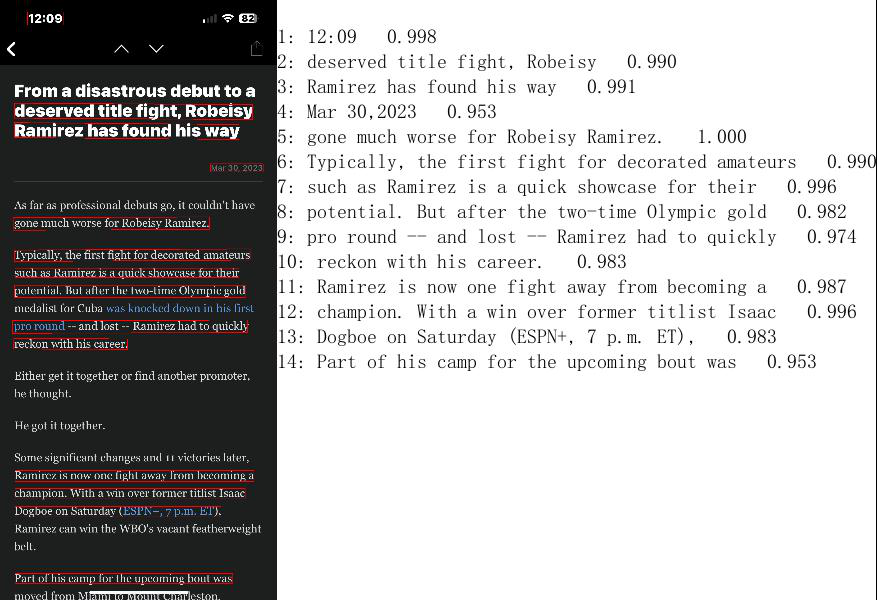 12:09
82
From a disastrous debut to a
deserved title fight, Robeisy
Ramirez has found his way
Mar 30, 2023
As far as professional debuts go, it couldn't have
gone much worse for Robeisy Ramirez.
Typically, the first fight for decorated amateurs
such as Ramirez is a quick showcase for their
potential. But after the two-time Olympic gold
medalist for Cuba was knocked down in his first
pro round -- and lost -- Ramirez had to quickly
reckon with his career.
Either get it together or find another promoter,
he thought.
He got it together.
Some significant changes and 11 victories later,
Ramirez is now one fight away from becoming a
champion. With a win over former titlist Isaac
Dogboe on Saturday (ESPN+, 7 p.m. ET),
Ramirez can win the WBO's vacant featherweight
belt.
Part of his camp for the upcoming bout was
moved from Miami to Mount Charleston,
1: 12:09 0.998
2: deserved title fight, Robeisy 0.990
3: Ramirez has found his way 0.991
4: Mar 30,2023 0.953
5: gone much worse for Robeisy Ramirez. 1.000
6: Typically, the first fight for decorated amateurs 0.990
7: such as Ramirez is a quick showcase for their 0.996
8: potential. But after the two-time Olympic gold 0.982
9: pro round -- and lost -- Ramirez had to quickly 0.974
10: reckon with his career. 0.983
11: Ramirez is now one fight away from becoming a 0.987
12: champion. With a win over former titlist Isaac 0.996
13: Dogboe on Saturday (ESPN+, 7 p.m. ET), 0.983
14: Part of his camp for the upcoming bout was 0.953